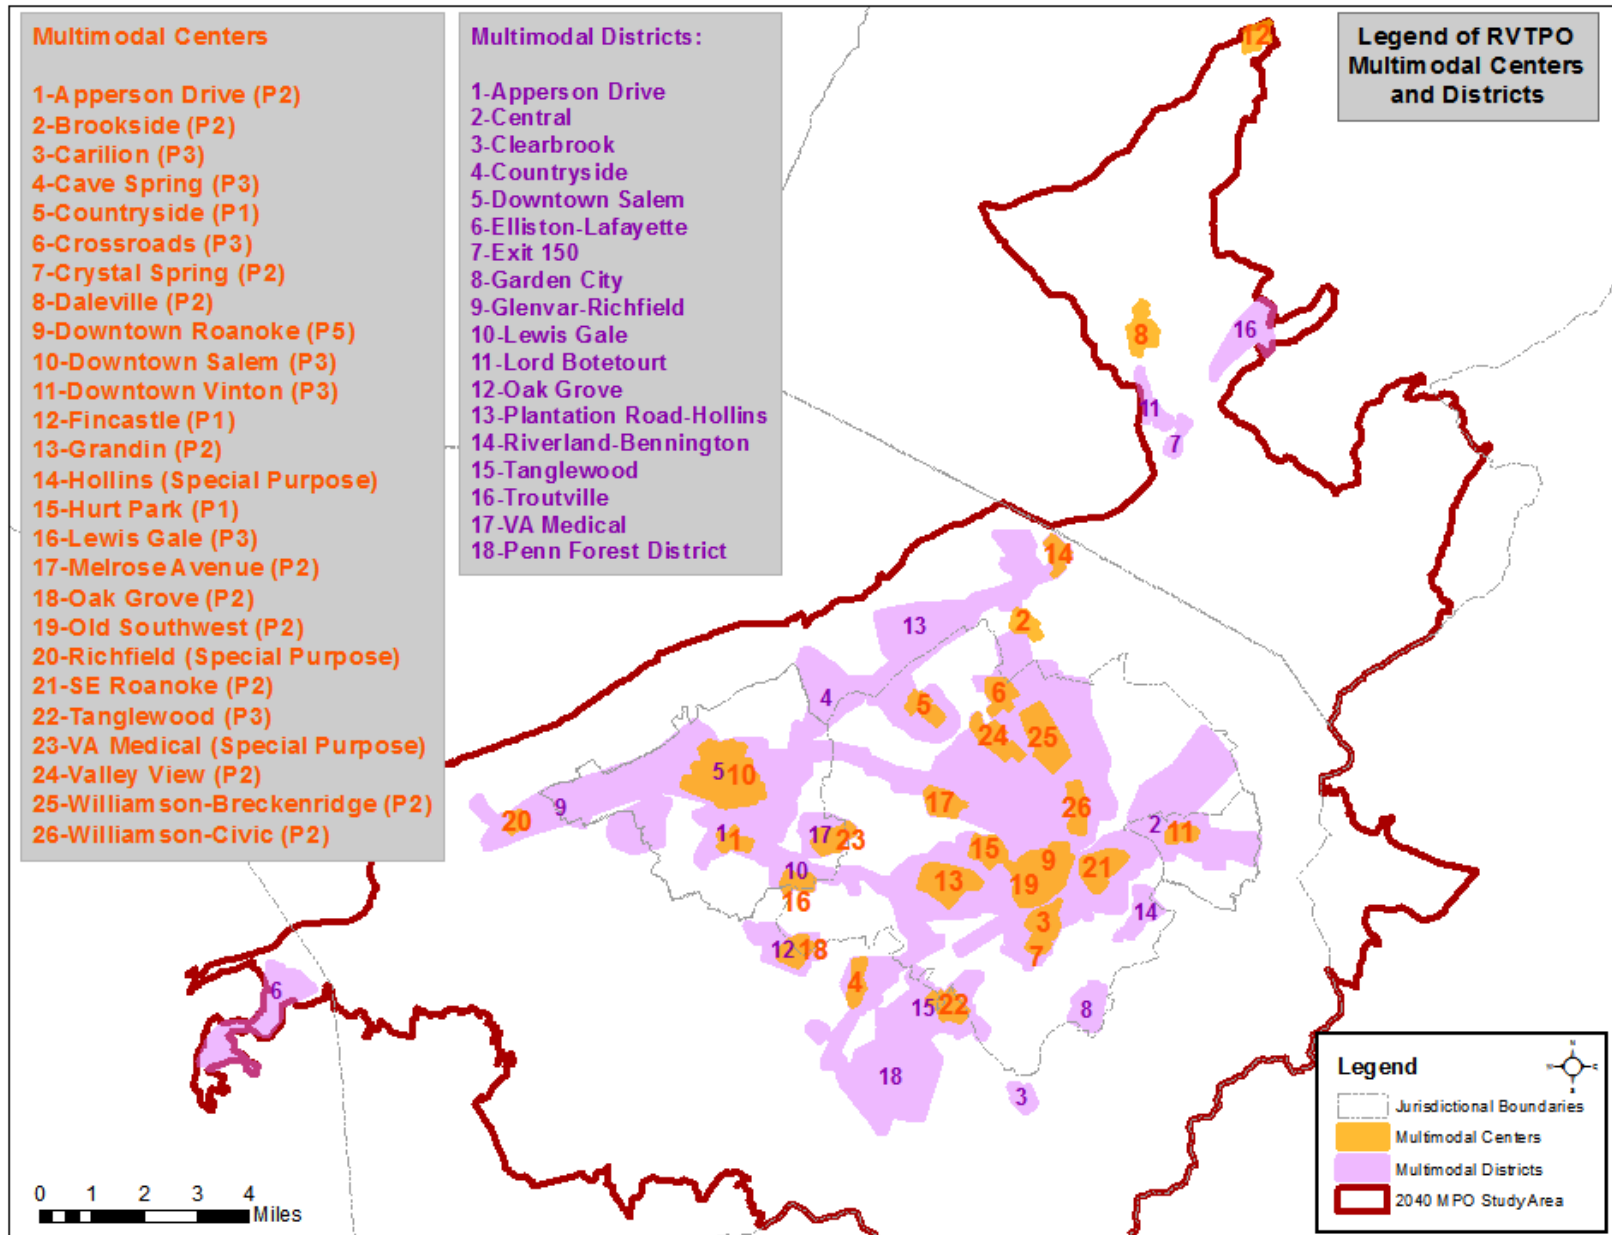 Multimodal Centers
1-Apperson Drive (P2)
2-Brookside (P2)
3-Carilion (P3)
4-Cave Spring (P3)
5-Countryside (P1)
6-Crossroads (P3)
7-Crystal Spring (P2)
8-Daleville (P2)
9-Downtown Roanoke (P5)
10-Downtown Salem (P3)
11-Downtown Vinton (P3)
12-Fincastle (P1)
13-Grandin (P2)
14-Hollins (Special Purpose)
15-Hurt Park (P1)
16-Lewis Gale (P3)
17-Melrose Avenue (P2)
18-Oak Grove (P2)
19-Old Southwest (P2)
20-Richfield (Special Purpose)
21-SE Roanoke (P2)
22-Tanglewood (P3)
23-VA Medical (Special Purpose)
24-Valley View (P2)
25-Williamson-Breckenridge (P2)
26-Williamson-Civic (P2)
Multimodal Districts:
1-Apperson Drive
2-Central
3-Clearbrook
4-Countryside
5-Downtown Salem
6-Elliston-Lafayette
7-Exit 150
8-Garden City
9-Glenvar-Richfield
10-Lewis Gale
11-Lord Botetourt
12-Oak Grove
13-Plantation Road-Hollins
14-Riverland-Bennington
15-Tanglewood
16-Troutville
17-VA Medical
18-Penn Forest District
Legend of RVTPO
Multimodal Centers
and Districts
12
16
8
11
7
14
2
13
6
4
5
24
25
5
10
17
26
9
20
1
1
17
23
2
11
15
9
21
10
13
19
16
3
14
12
18
7
4
6
15
22
8
18
3
Legend
N
Jurisdictional Boundaries
Multimodal Centers
Multimodal Districts
2040 MPO Study Area
0 1 2 3 4
Miles